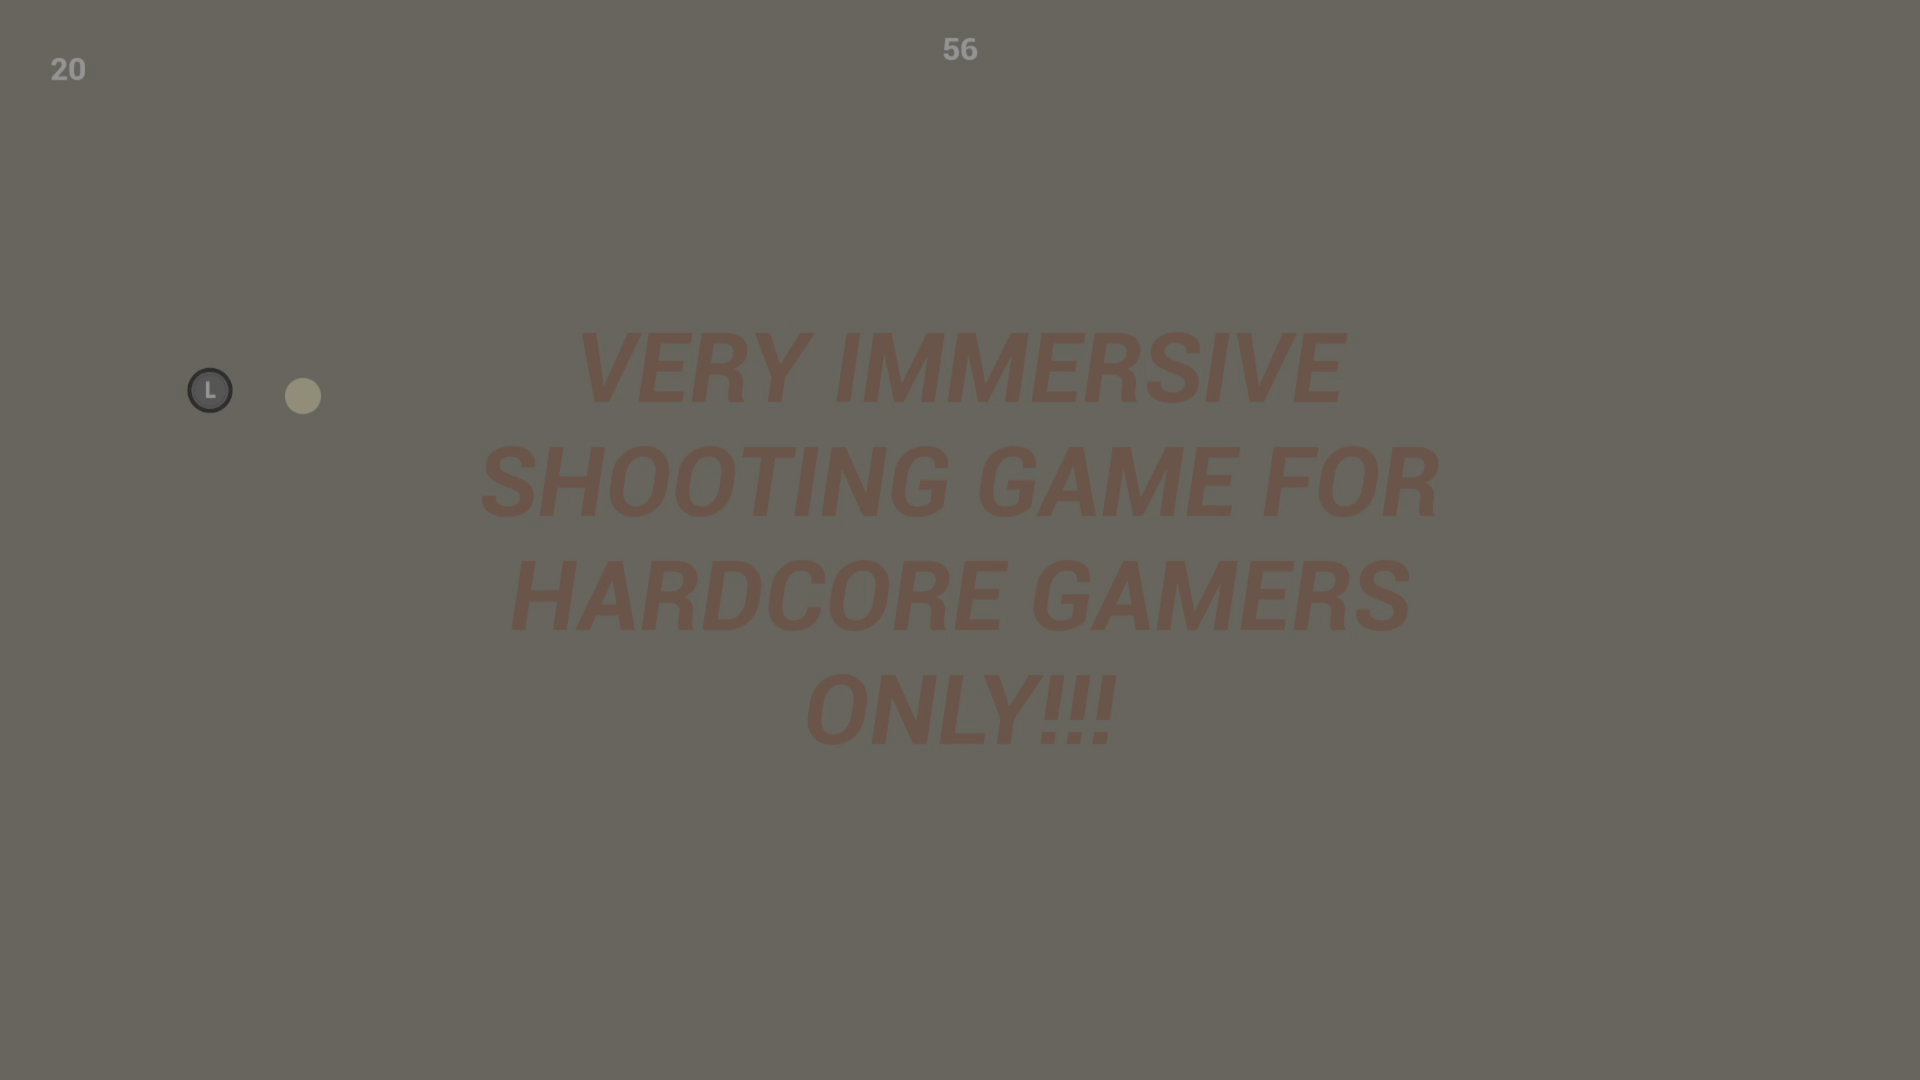 56
20
VERY IMMERSIVE
SHOOTING GAME FOR
L
HARDCORE GAMERS
ONLY!!!